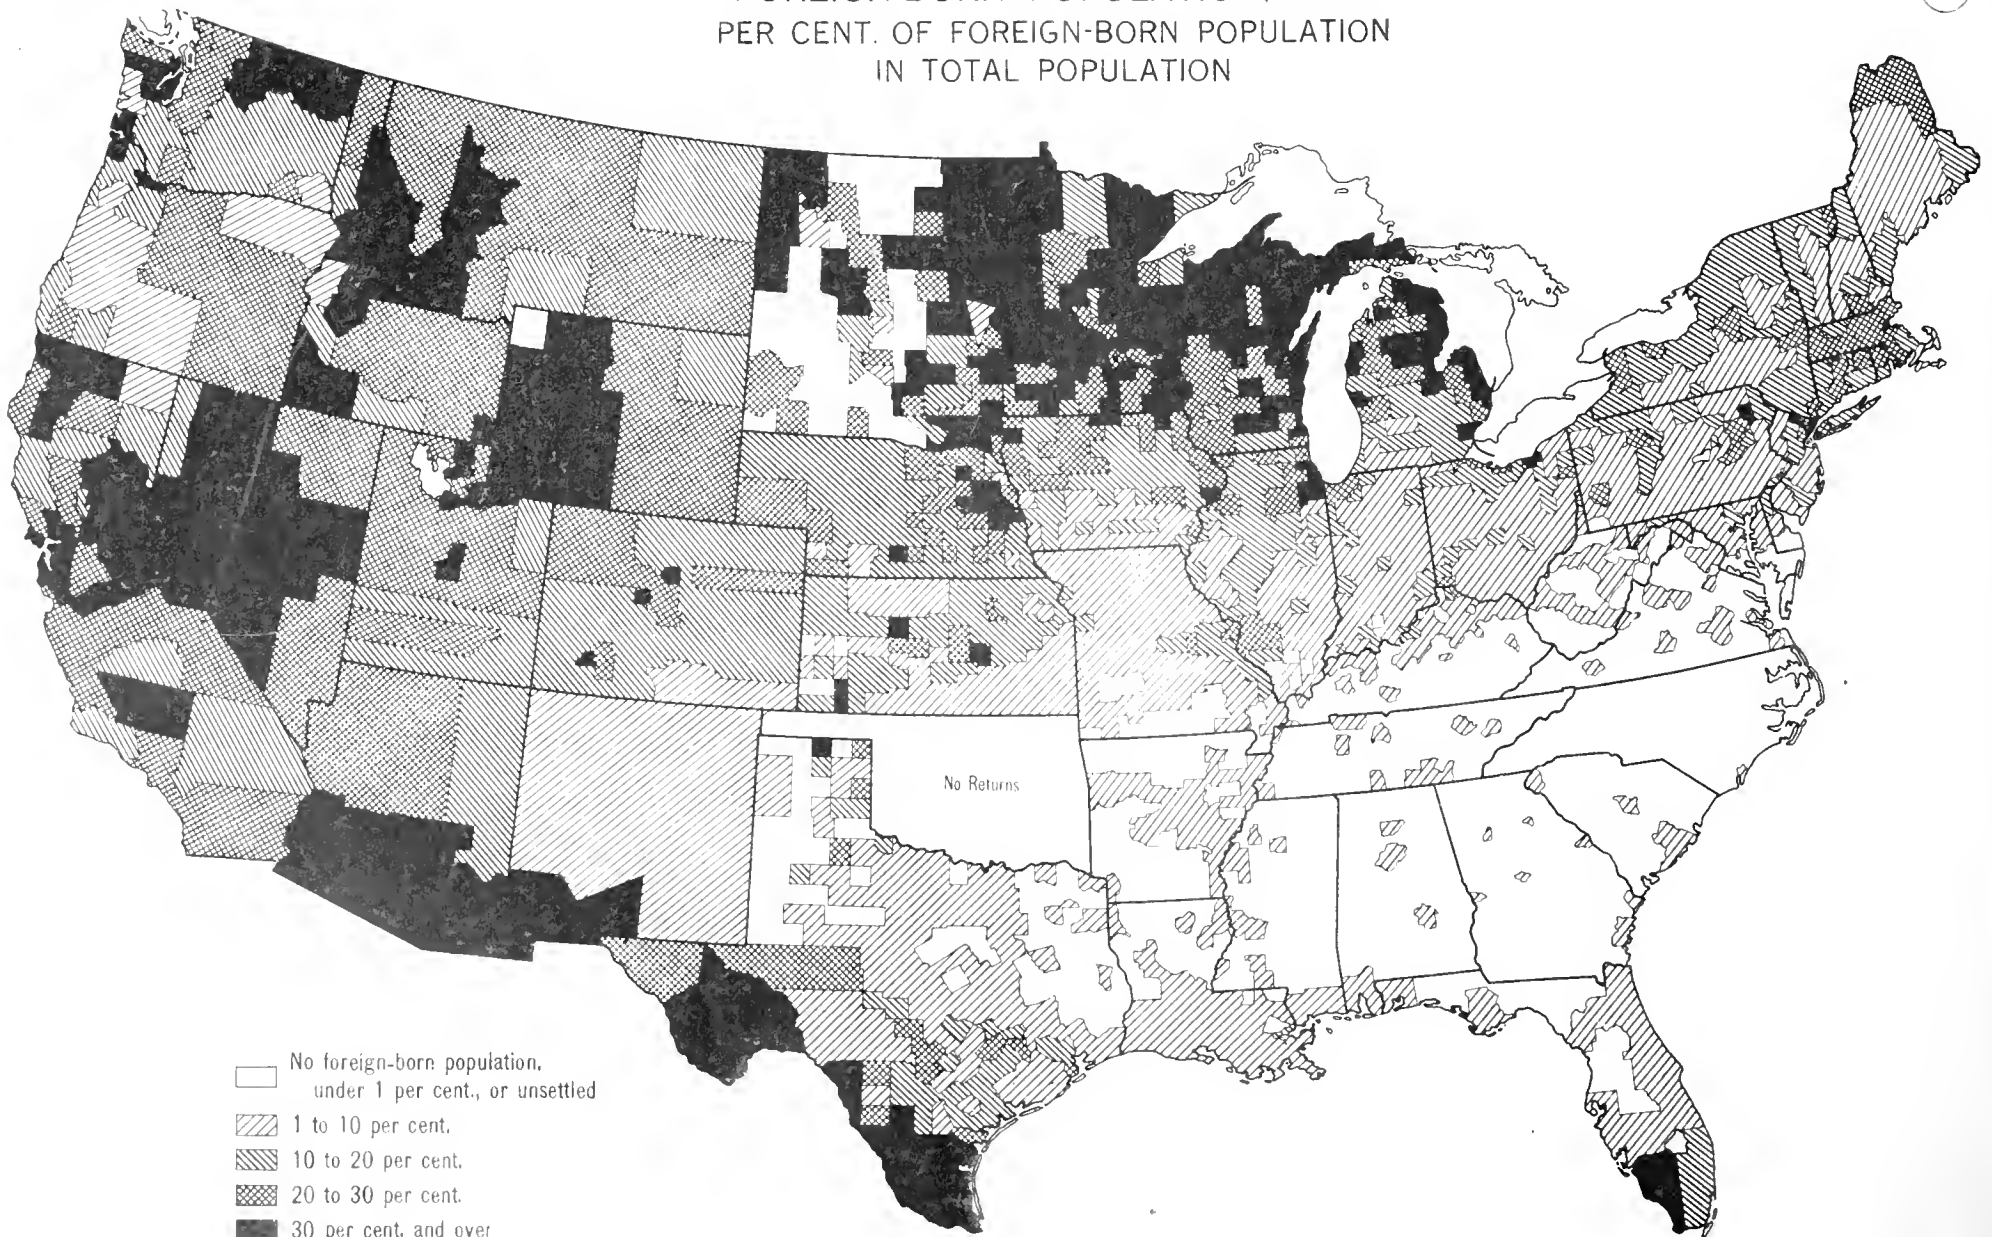 PER CENT. OF FOREIGN-BORN POPULATION
IN TOTAL POPULATION
No Returns
No foreign-born population,
under 1 per cent., or unsettled
1 to 10 per cent.
10 to 20 per cent.
20 to 30 per cent.
30 per cent. and over